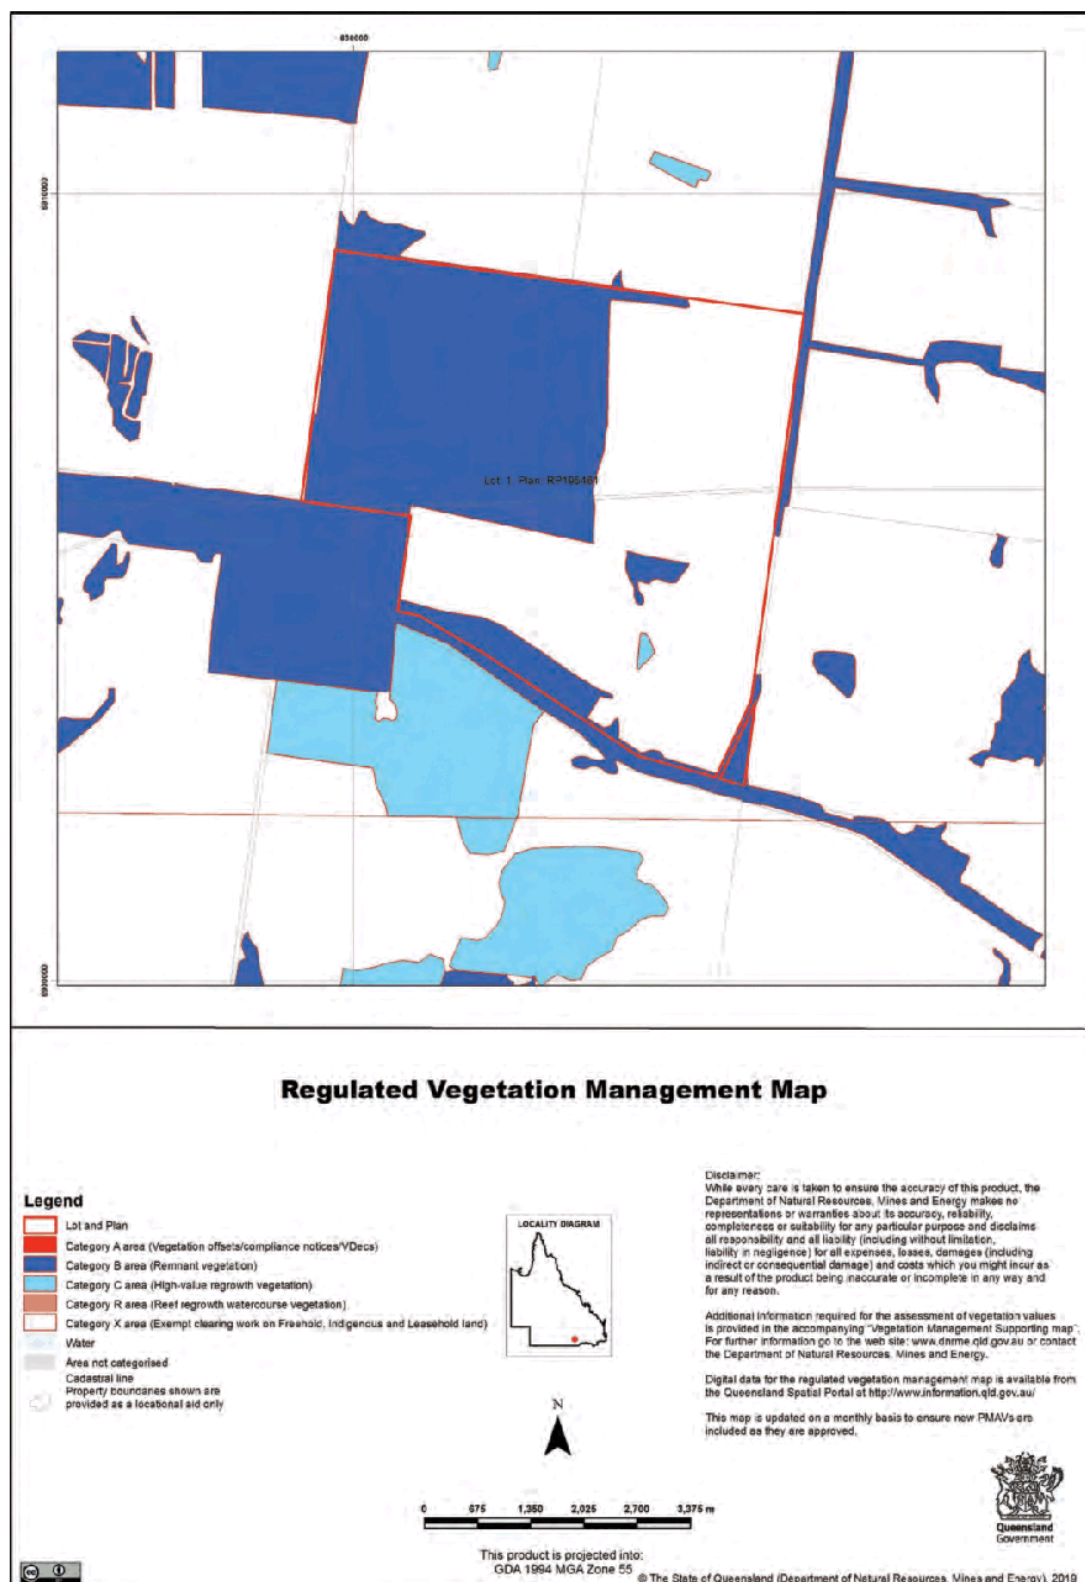 Lot 1 Plan: RP195461
Regulated Vegetation Management Map
Legend
Lot and Plan
Category A area (Vegetation offsets/compliance notices/VDecs)
Category B area (Remnant vegetation)
Category C area (High-value regrowth vegetation)
Category R area (Reef regrowth watercourse vegetation)
Category X area (Exempt clearing work on Freehold, Indigenous and Leasehold land)
Water
Area not categorised
Cadastral line
Property boundaries shown are
provided as a locational aid only
LOCALITY DIAGRAM
N
0 675 1,350 2,025 2,700 3,375 m
This product is projected into:
GDA 1994 MGA Zone 55
Disclaimer:
While every care is taken to ensure the accuracy of this product, the
Department of Natural Resources, Mines and Energy makes no
representations or warranties about its accuracy, reliability,
completeness or suitability for any particular purpose and disclaims
all responsibility and all liability (including without limitation,
liability in negligence) for all expenses, losses, damages (including
indirect or consequential damage) and costs which you might incur as
a result of the product being inaccurate or incomplete in any way and
for any reason.
Additional information required for the assessment of vegetation values
is provided in the accompanying "Vegetation Management Supporting map".
For further information go to the web site: www.dnrme.qld.gov.au or contact
the Department of Natural Resources, Mines and Energy.
Digital data for the regulated vegetation management map is available from
the Queensland Spatial Portal at http://www.information.qld.gov.au/
This map is updated on a monthly basis to ensure new PMAVs are
included as they are approved.
Queensland
Government
© The State of Queensland (Department of Natural Resources, Mines and Energy), 2019